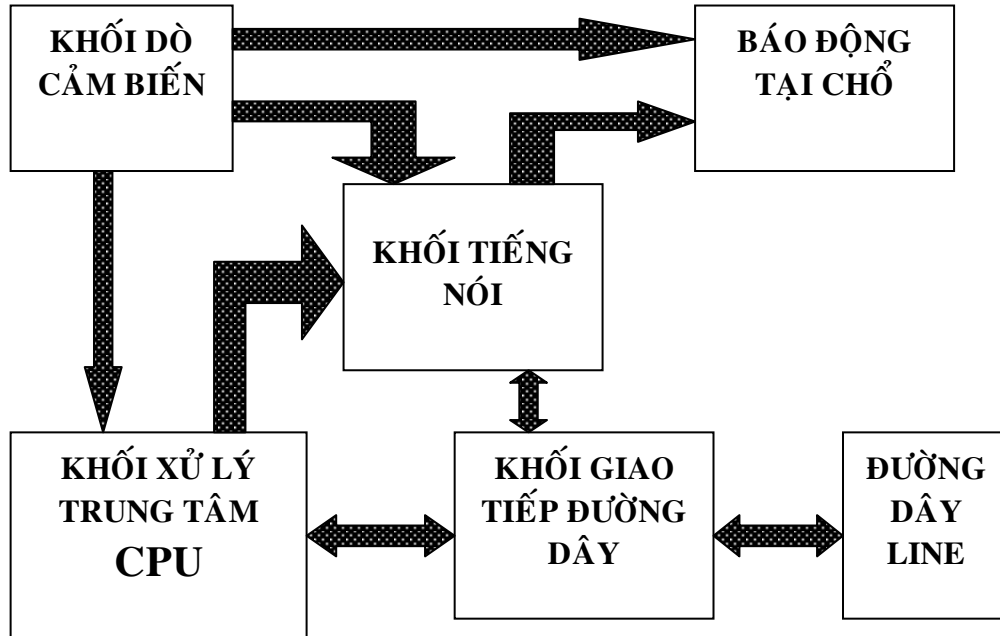 KHỐI DÒ
CẢM BIẾN
BÁO ĐỘNG
TẠI CHỔ
KHỐI TIẾNG
NÓI
KHỐI XỬ LÝ
TRUNG TÂM
CPU
KHỐI GIAO
TIẾP ĐƯỜNG
DÂY
ĐƯỜNG
DÂY
LINE